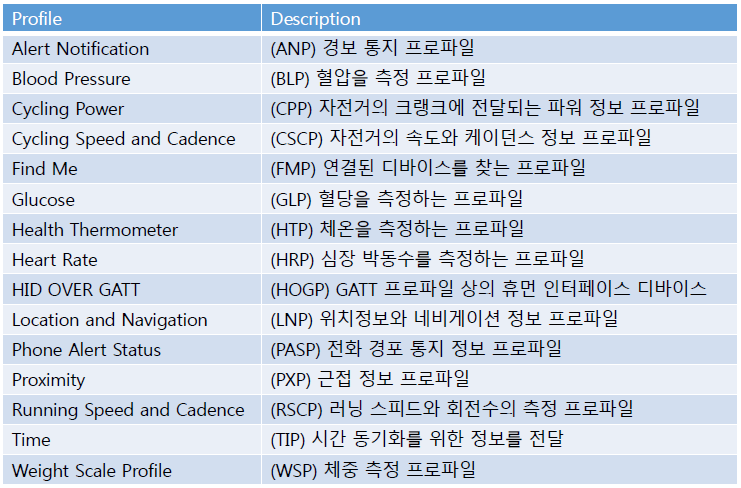 Profile Description
Alert Notification (ANP) 경보 통지 프로파일
Blood Pressure (BLP) 혈압을 측정 프로파일
Cycling Power (CPP) 자전거의 크랭크에 전달되는 파워 정보 프로파일
Cycling Speed and Cadence (CSCP) 자전거의 속도와 케이던스 정보 프로파일
Find Me (FMP) 연결된 디바이스를 찾는 프로파일
Glucose (GLP) 혈당을 측정하는 프로파일
Health Thermometer (HTP) 체온을 측정하는 프로파일
Heart Rate (HRP) 심장 박동수를 측정하는 프로파일
HID OVER GATT (HOGP) GATT 프로파일 상의 휴먼 인터페이스 디바이스
Location and Navigation (LNP) 위치정보와 네비게이션 정보 프로파일
Phone Alert Status (PASP) 전화 경포 통지 정보 프로파일
Proximity (PXP) 근접 정보 프로파일
Running Speed and Cadence (RSCP) 러닝 스피드와 회전수의 측정 프로파일
Time (TIP) 시간 동기화를 위한 정보를 전달
Weight Scale Profile (WSP) 체중 측정 프로파일